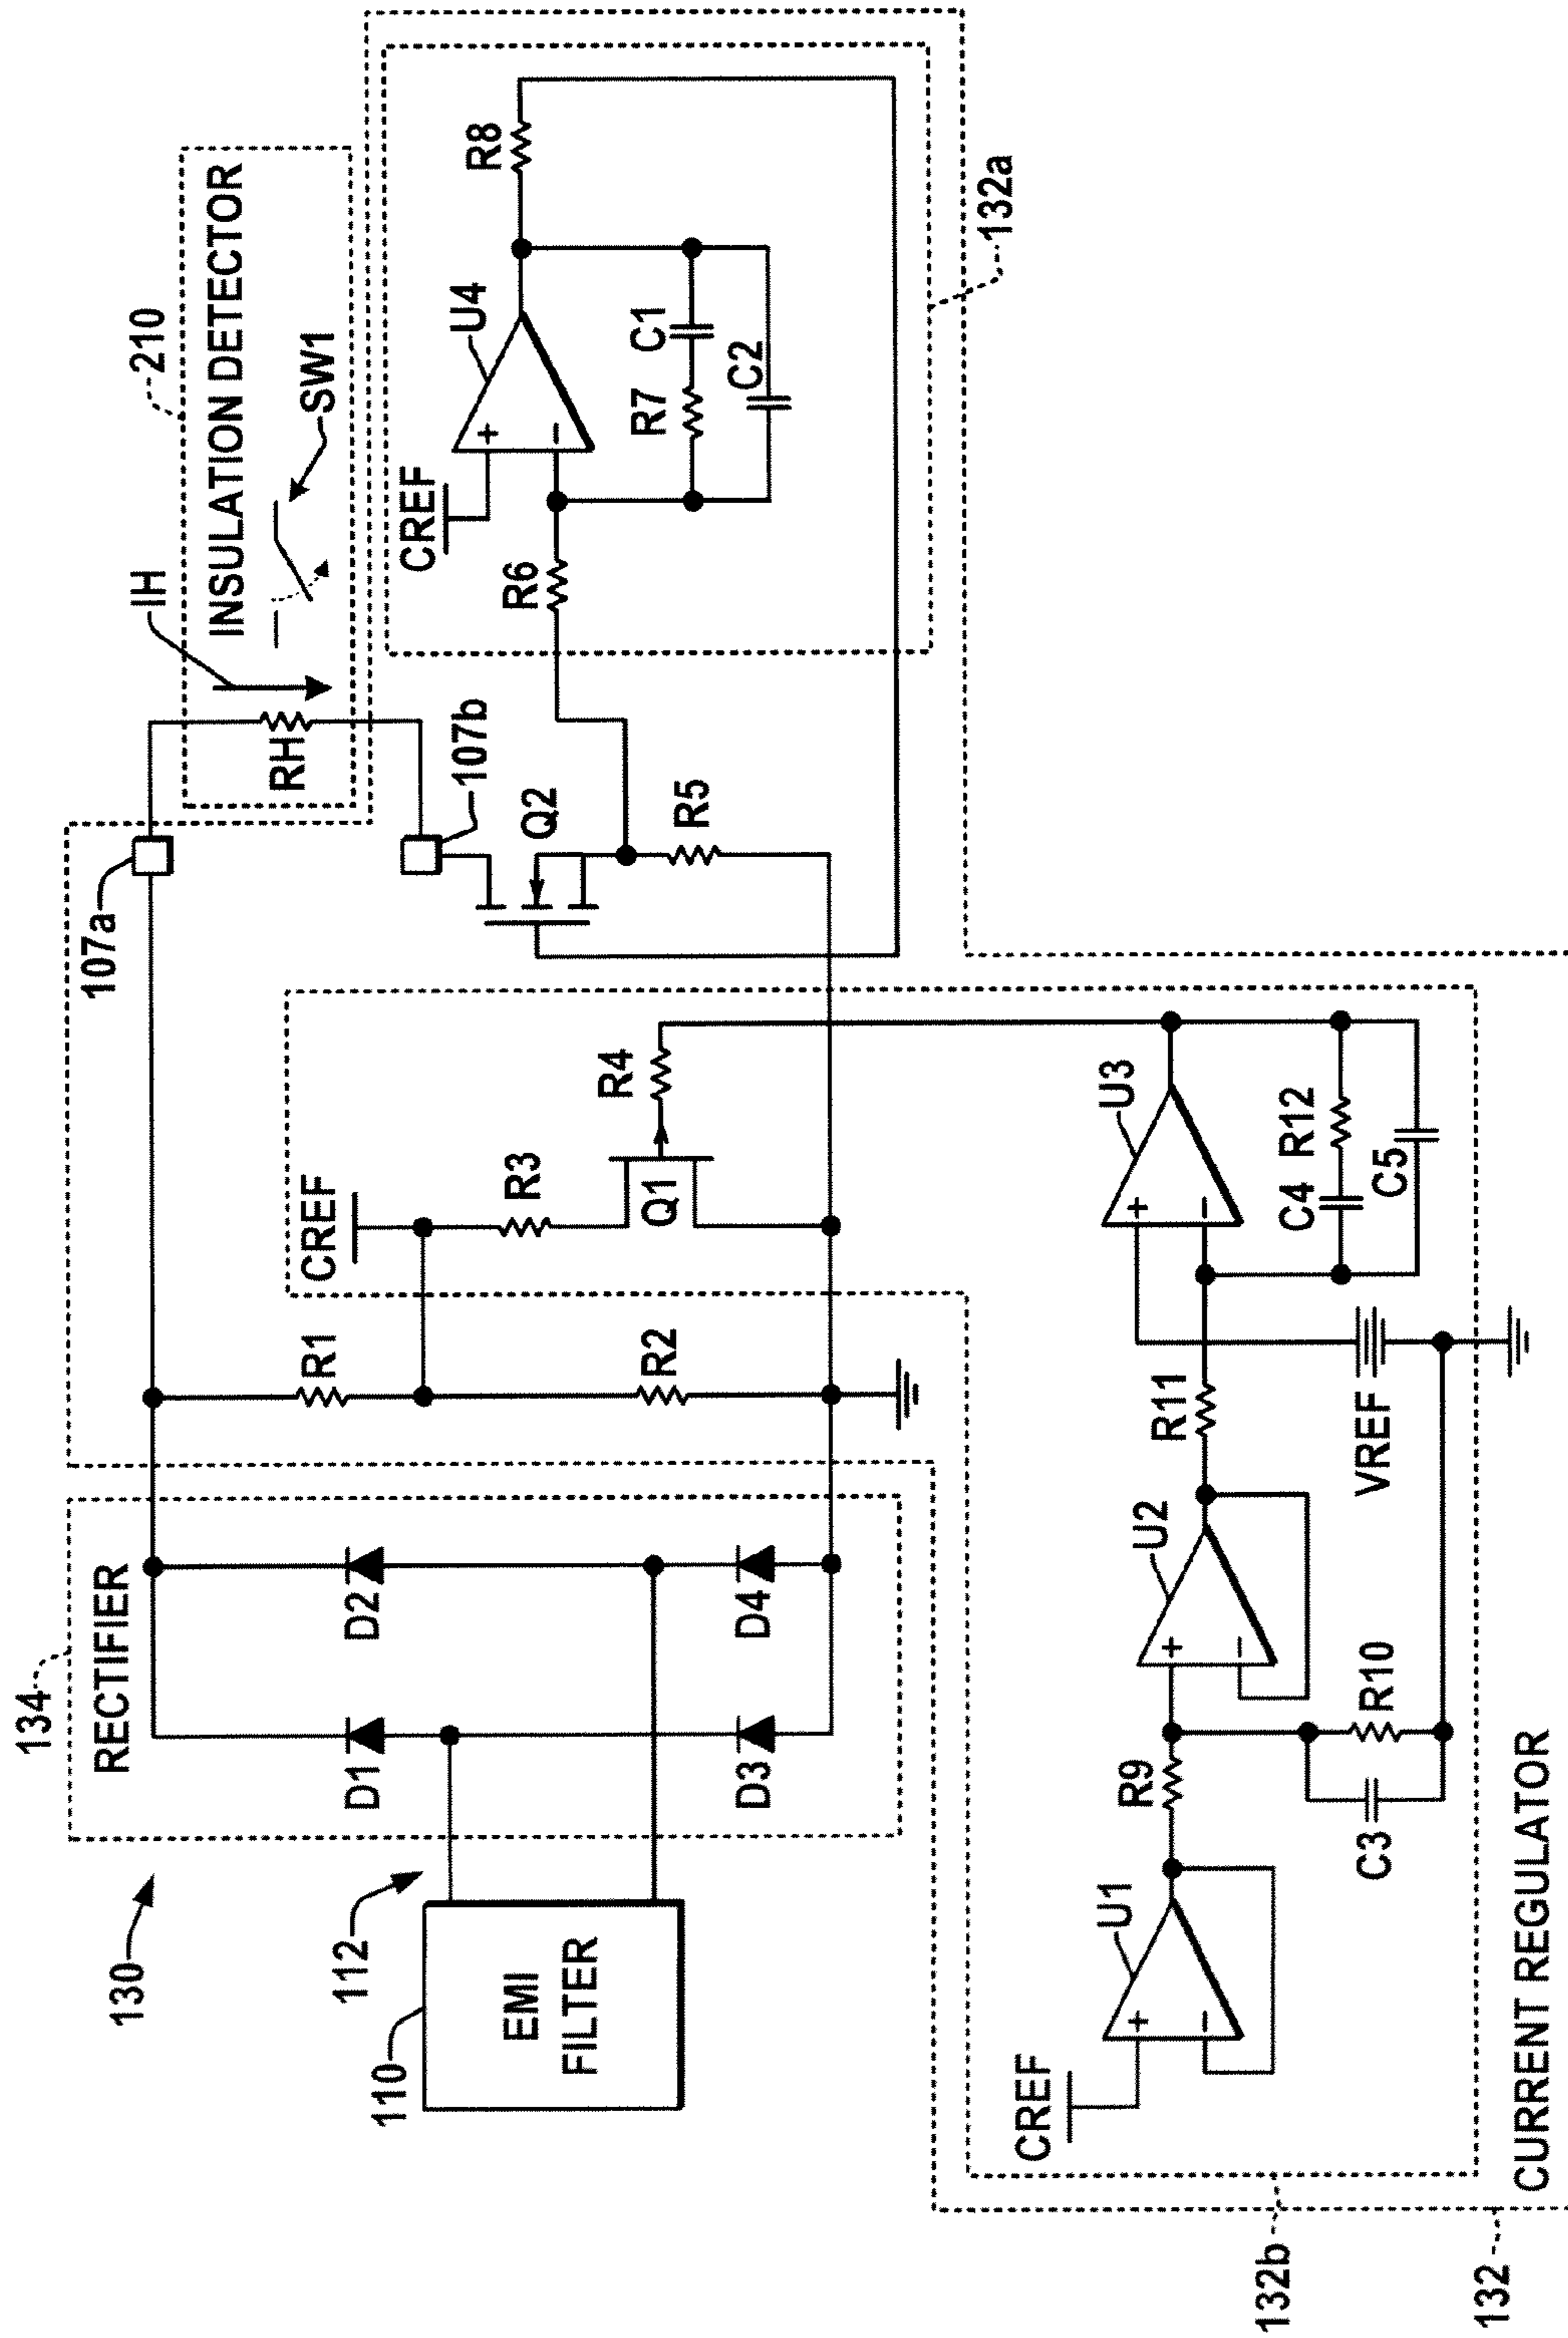 130
134
RECTIFIER
D1
D2
D3
D4
112
110
EMI
FILTER
107a
R1
R2
CREF
R3
Q1
R4
107b
Q2
R5
210
INSULATION DETECTOR
IH
RH
SW1
CREF
U4
+
−
R6
R7
C1
C2
R8
132a
CREF
U1
+
−
R9
C3
R10
U2
+
−
R11
VREF
U3
+
−
C4
R12
C5
132b
132
CURRENT REGULATOR